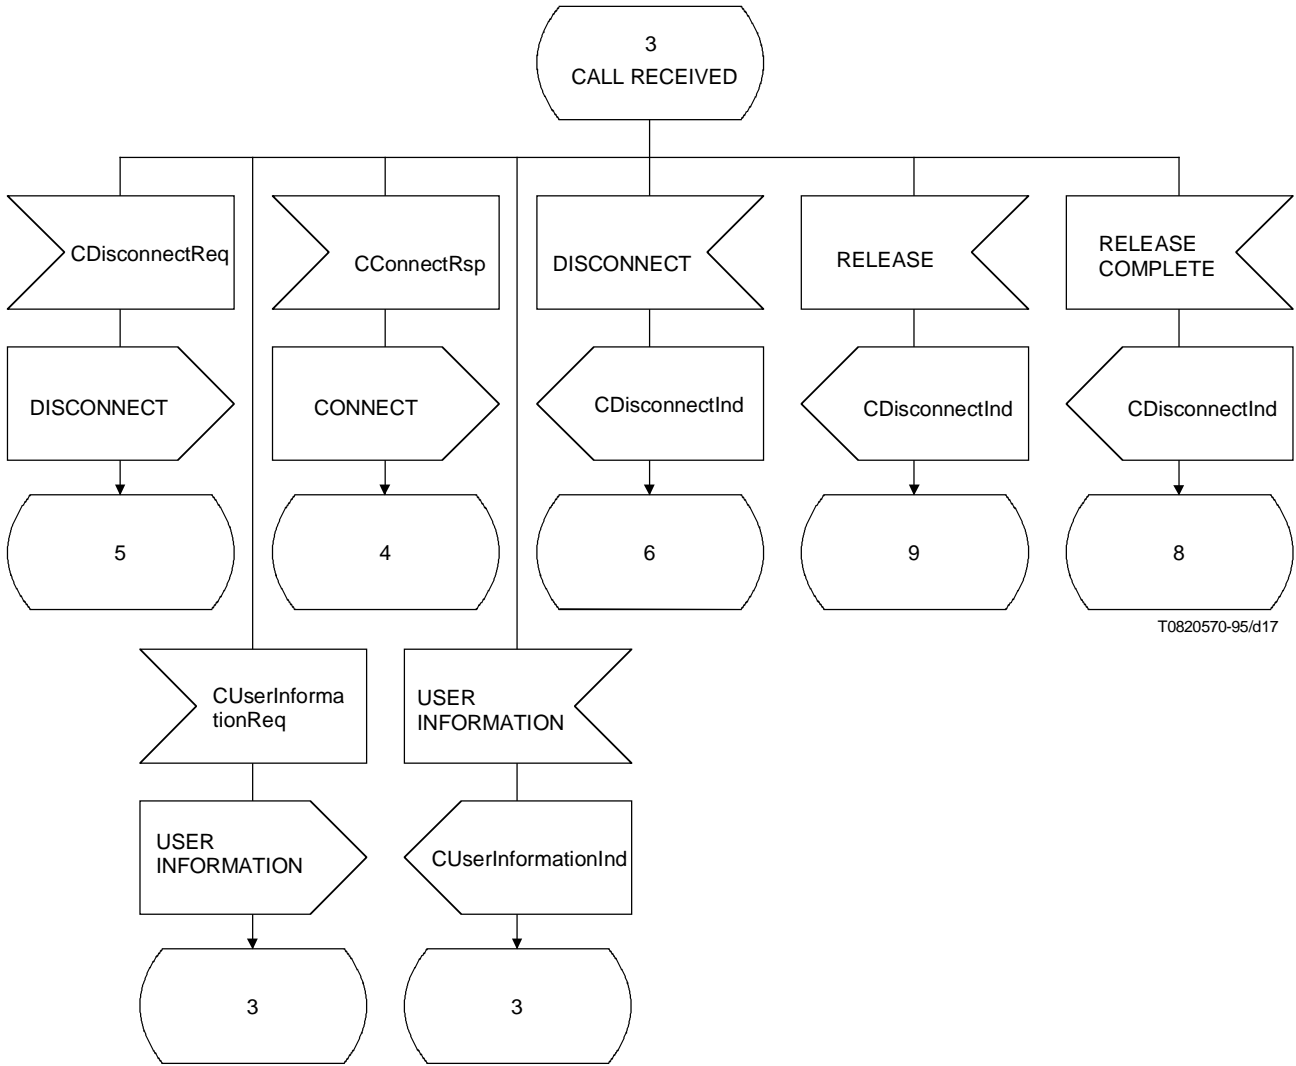 3
CALL RECEIVED
CDisconnectReq
CConnectRsp
DISCONNECT
RELEASE
RELEASE
COMPLETE
DISCONNECT
CONNECT
CDisconnectInd
CDisconnectInd
CDisconnectInd
5
4
6
9
8
T0820570-95/d17
CUserInforma
tionReq
USER
INFORMATION
USER
INFORMATION
CUserInformationInd
3
3